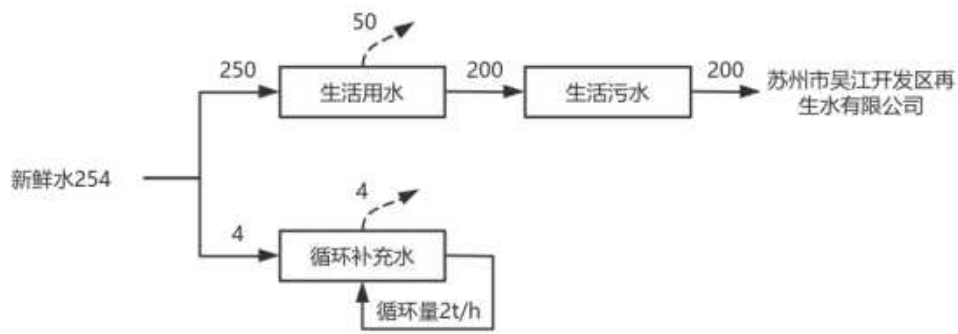 50
250
生活用水
200
生活污水
200
苏州市吴江开发区再
生水有限公司
新鲜水254
4
4
循环补充水
循环量2t/h